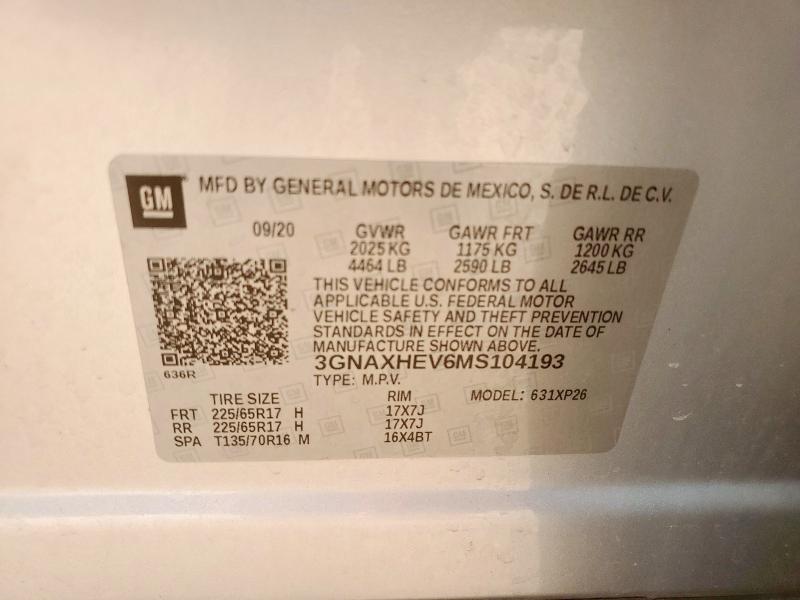 GM MFD BY GENERAL MOTORS DE MEXICO, S. DE R.L. DE C.V.
09/20 GVWR GAWR FRT GAWR RR
2025 KG 1175 KG 1200 KG
4464 LB 2590 LB 2645 LB
THIS VEHICLE CONFORMS TO ALL
APPLICABLE U.S. FEDERAL MOTOR
VEHICLE SAFETY AND THEFT PREVENTION
STANDARDS IN EFFECT ON THE DATE OF
MANUFACTURE SHOWN ABOVE.
3GNAXHEV6MS104193
636R
TYPE: M.P.V.
TIRE SIZE RIM MODEL: 631XP26
FRT 225/65R17 H 17X7J
RR 225/65R17 H 17X7J
SPA T135/70R16 M 16X4BT